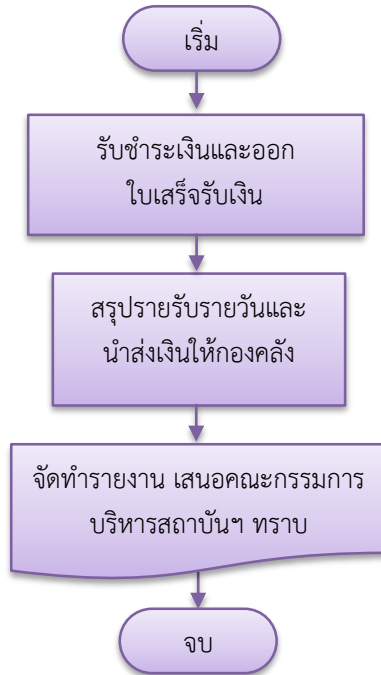 เริ่ม
รับชำระเงินและออก
ใบเสร็จรับเงิน
สรุปรายรับรายวันและ
นำส่งเงินให้กองคลัง
จัดทำรายงาน เสนอคณะกรรมการ
บริหารสถาบันฯ ทราบ
จบ